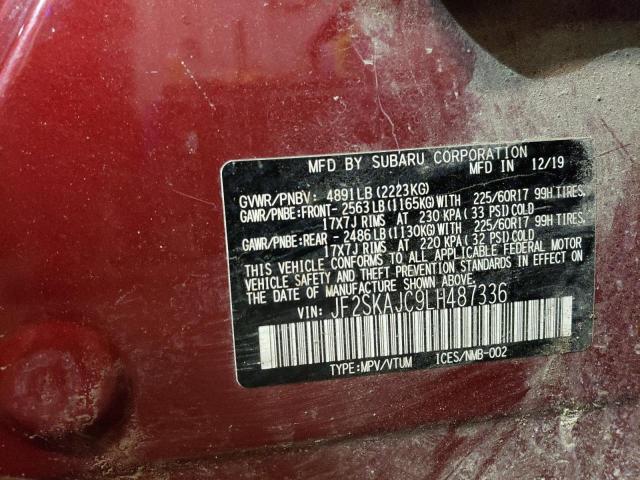 MFD BY SUBARU CORPORATION
MFD IN 12/19
GVWR/PNBV: 4891LB (2223KG)
GAWR/PNBE:FRONT- 2563LB (1165KG)WITH 225/60R17 99H TIRES.
17X7J RIMS AT 230 KPA (33 PSI)COLD
GAWR/PNBE:REAR - 2486LB (1130KG)WITH 225/60R17 99H TIRES.
17X7J RIMS AT 220 KPA (32 PSI)COLD
THIS VEHICLE CONFORMS TO ALL APPLICABLE FEDERAL MOTOR
VEHICLE SAFETY AND THEFT PREVENTION STANDARDS IN EFFECT ON
THE DATE OF MANUFACTURE SHOWN ABOVE.
VIN: JF2SKAJC9LH487336
TYPE:MPV/VTUM ICES/NMB-002